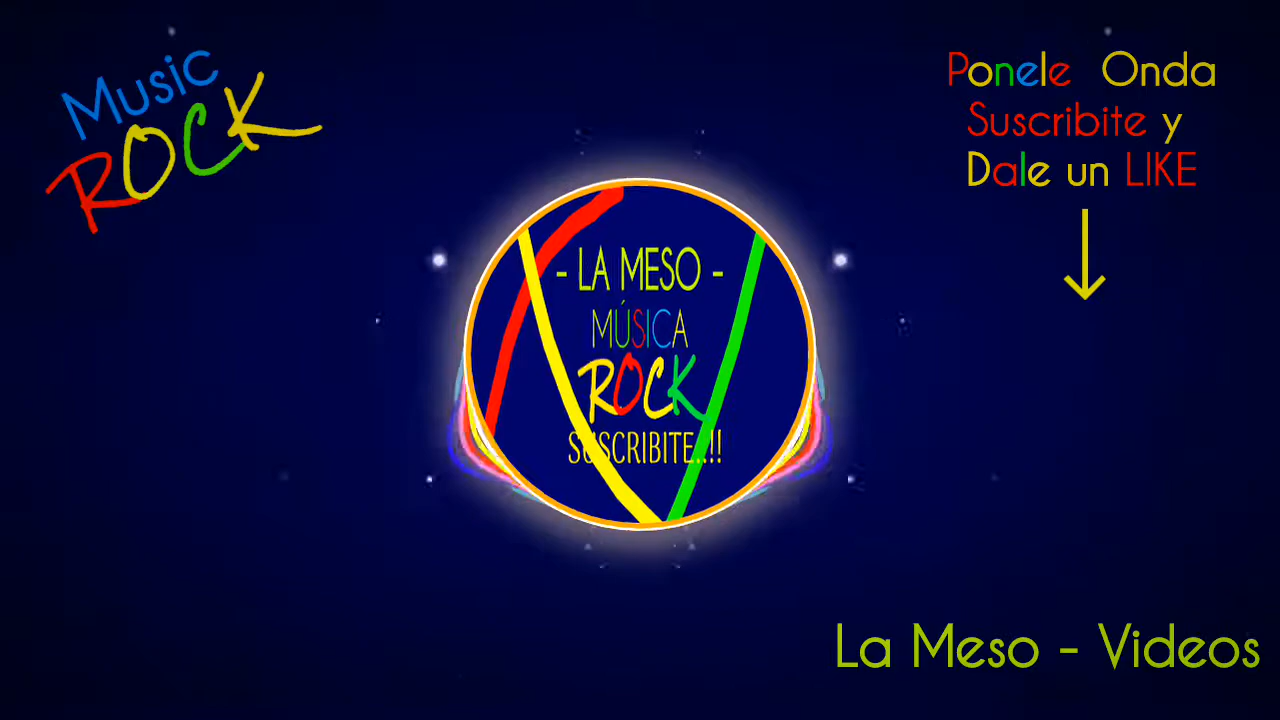 Music
ROCK
Ponele Onda
Suscribite y
Dale un LIKE
- LA MESO -
MÚSICA
ROCK
SUSCRIBITE..!!
La Meso - Videos